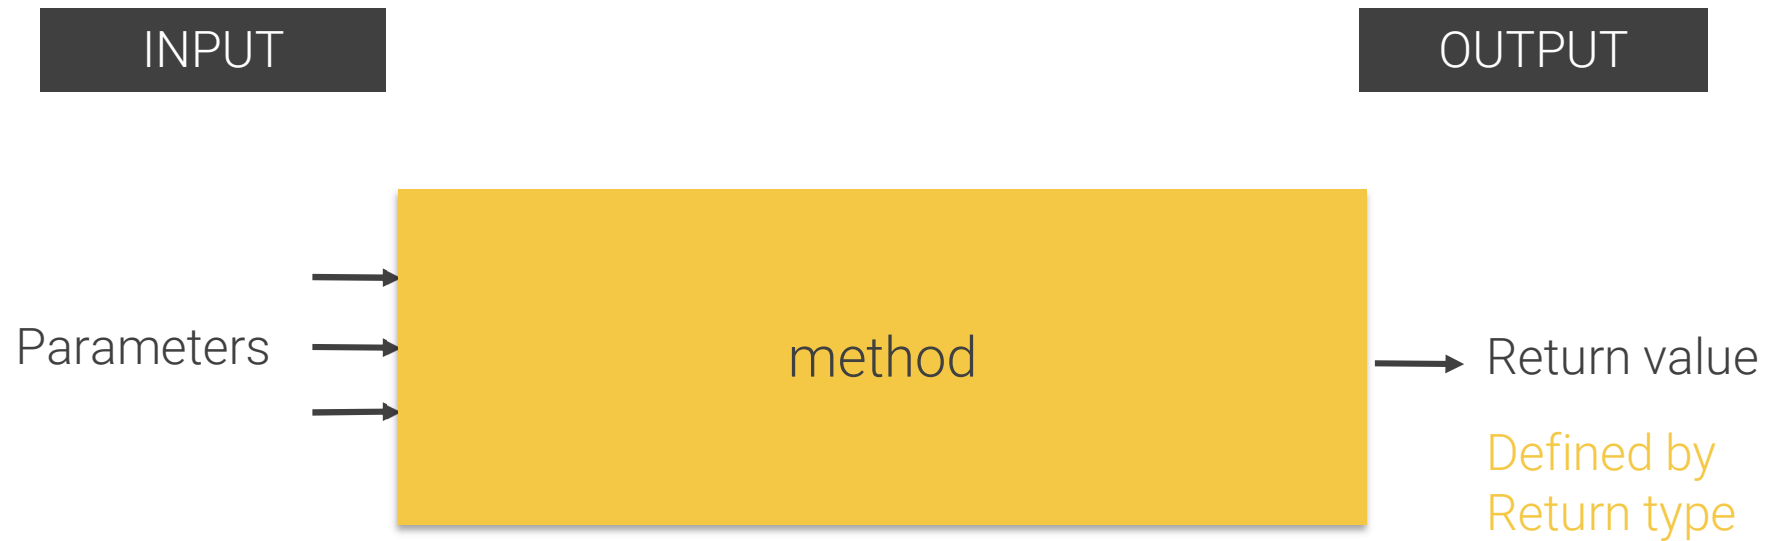 INPUT
OUTPUT
Parameters
method
Return value
Defined by
Return type